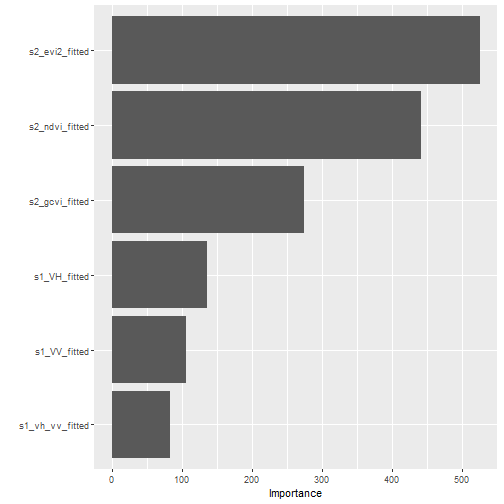 s2_evi2_fitted
s2_ndvi_fitted
s2_gcvi_fitted
s1_VH_fitted
s1_VV_fitted
s1_vh_vv_fitted
0 100 200 300 400 500
Importance